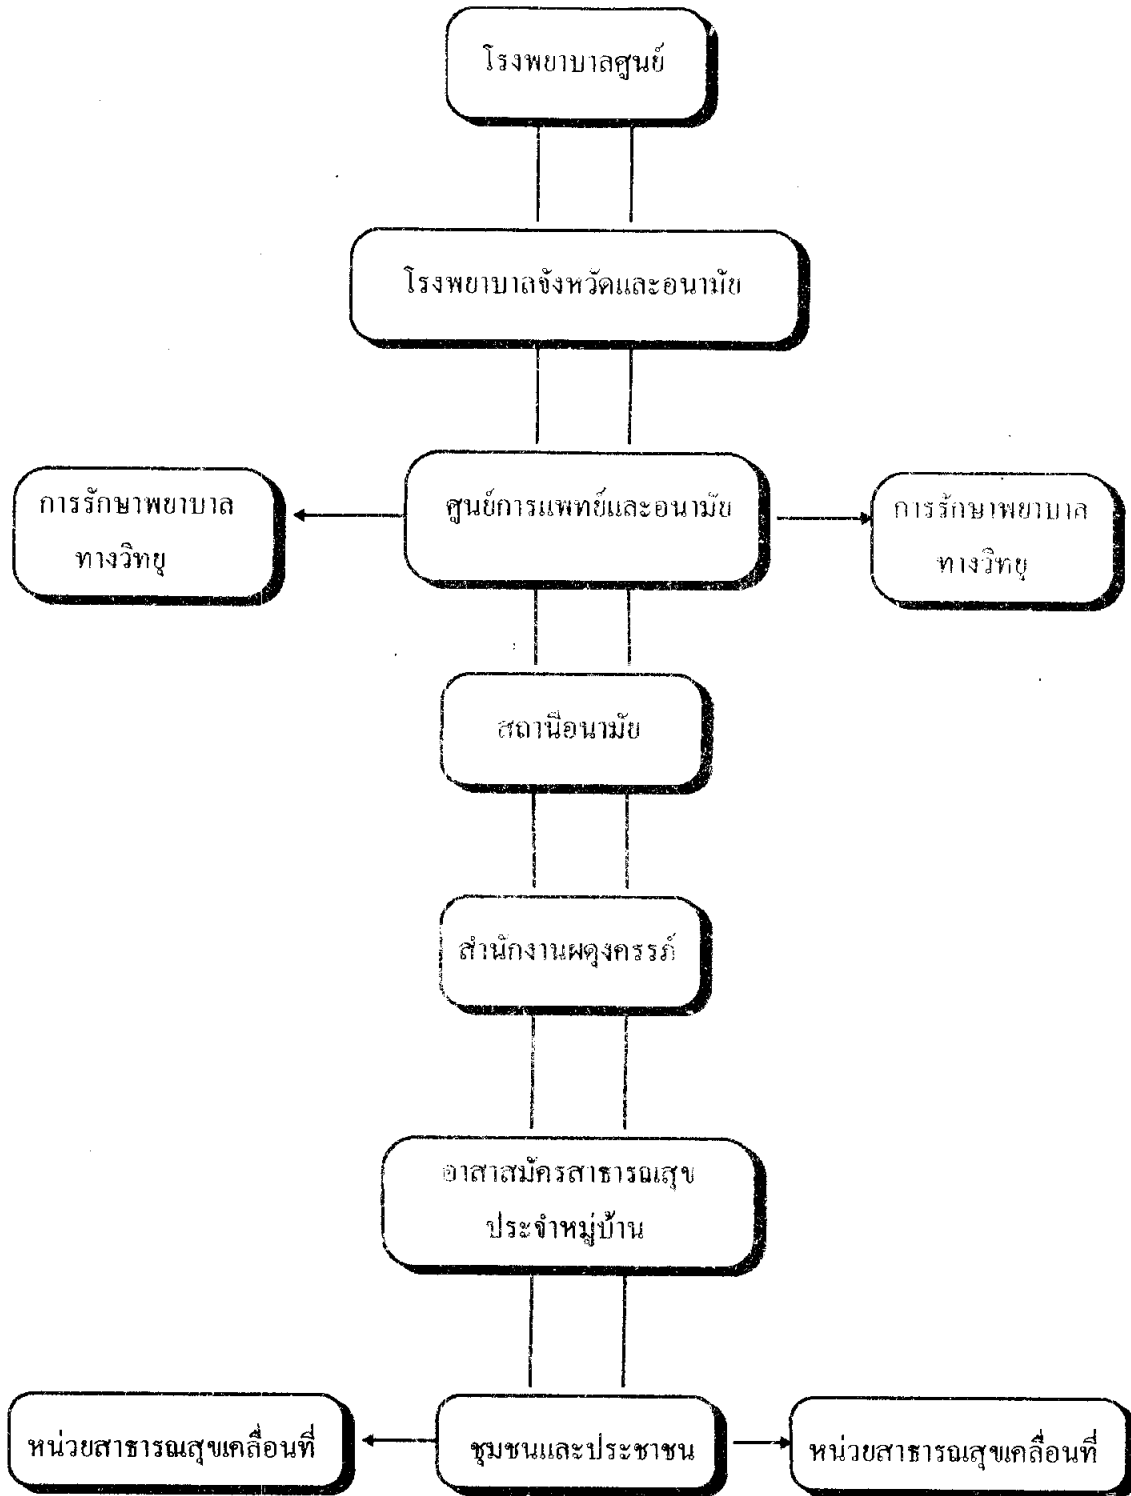 โรงพยาบาลศูนย์
โรงพยาบาลจังหวัดและอนามัย
การรักษาพยาบาล
ทางวิทยุ
ศูนย์การแพทย์และอนามัย
การรักษาพยาบาล
ทางวิทยุ
สถานีอนามัย
สำนักงานผดุงครรภ์
อาสาสมัครสาธารณสุข
ประจำหมู่บ้าน
หน่วยสาธารณสุขเคลื่อนที่
ชุมชนและประชาชน
หน่วยสาธารณสุขเคลื่อนที่